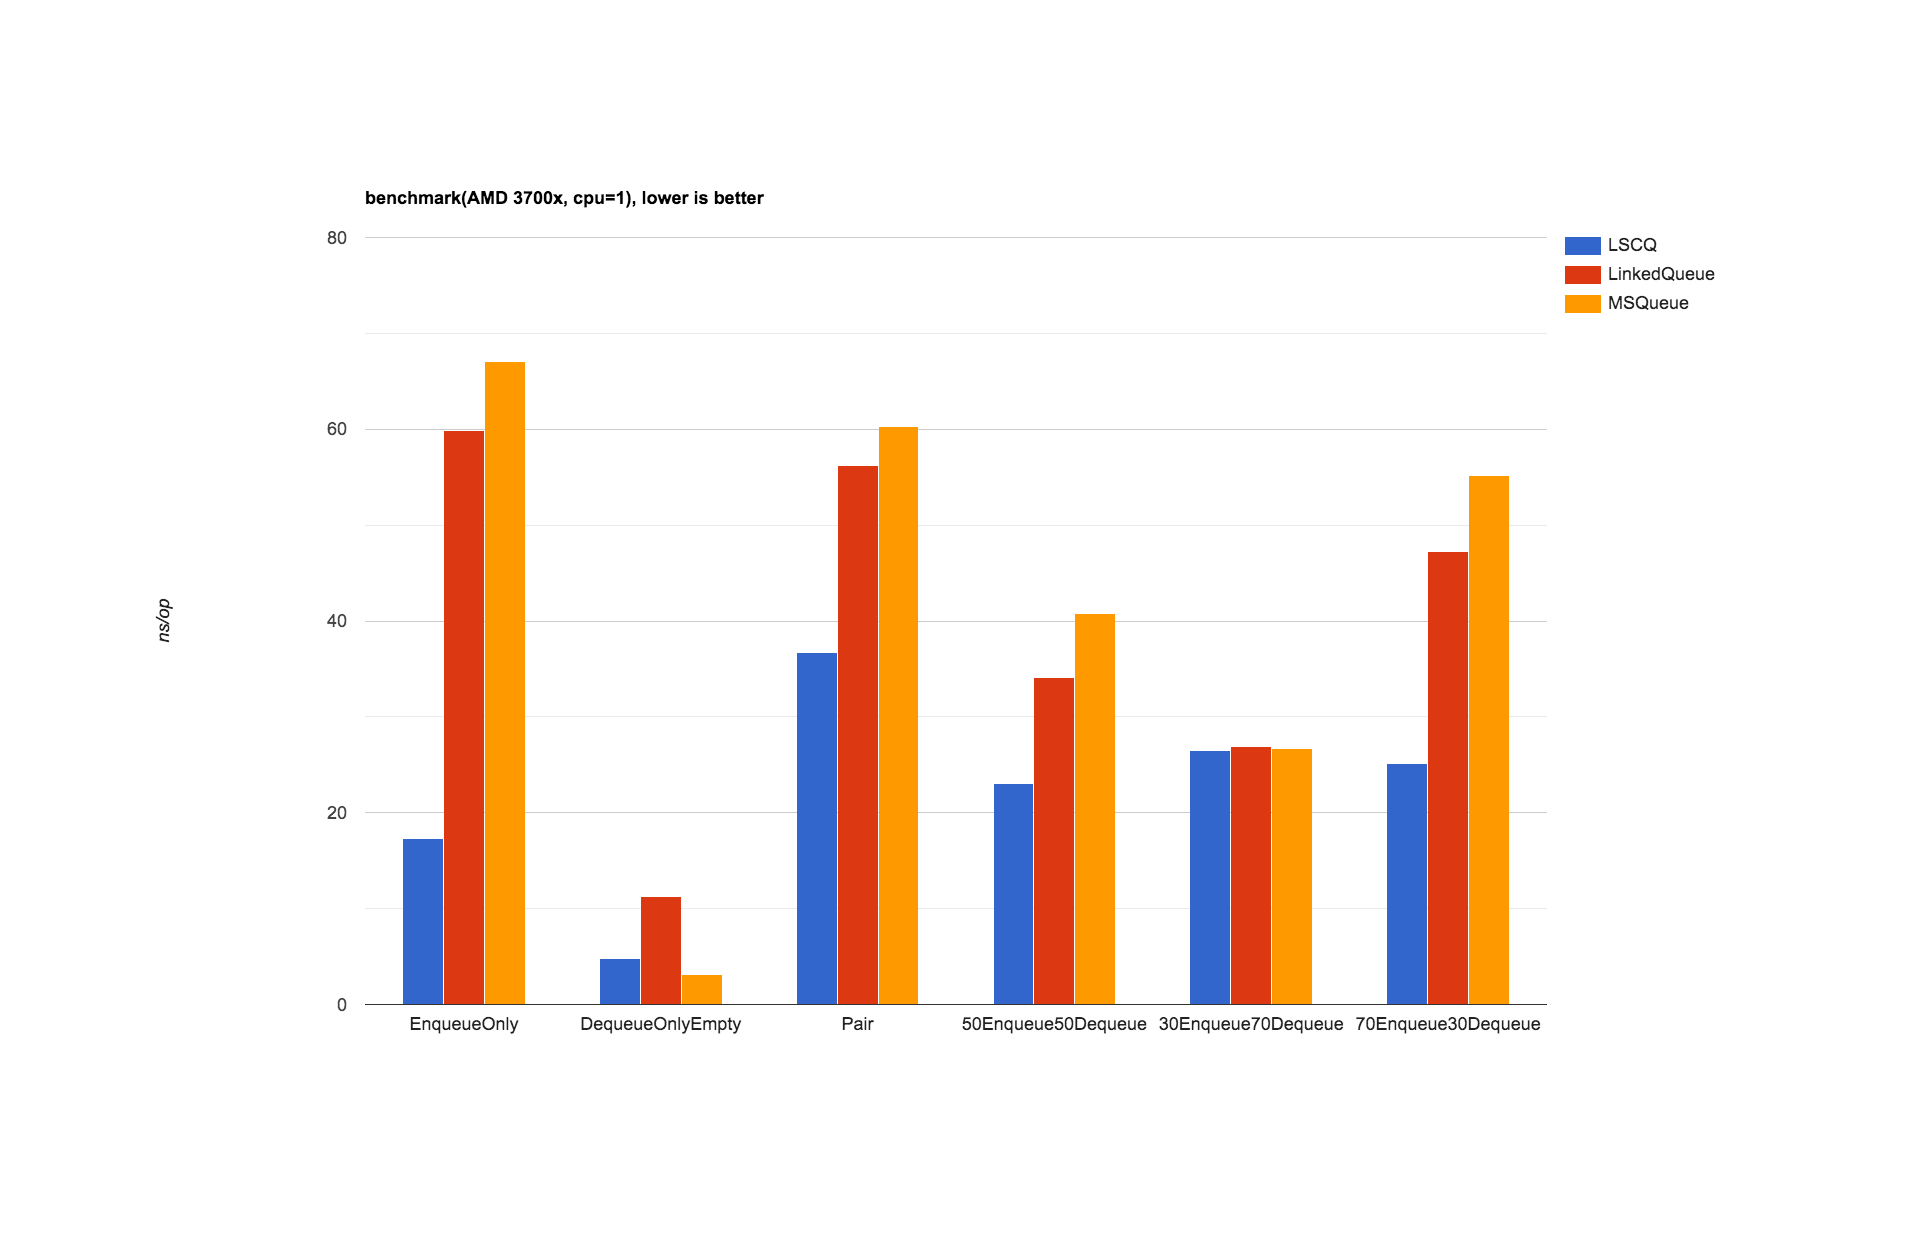 benchmark(AMD 3700x, cpu=1), lower is better
80
60
40
20
0
ns/op
LSCQ
LinkedQueue
MSQueue
EnqueueOnly
DequeueOnlyEmpty
Pair
50Enqueue50Dequeue
30Enqueue70Dequeue
70Enqueue30Dequeue